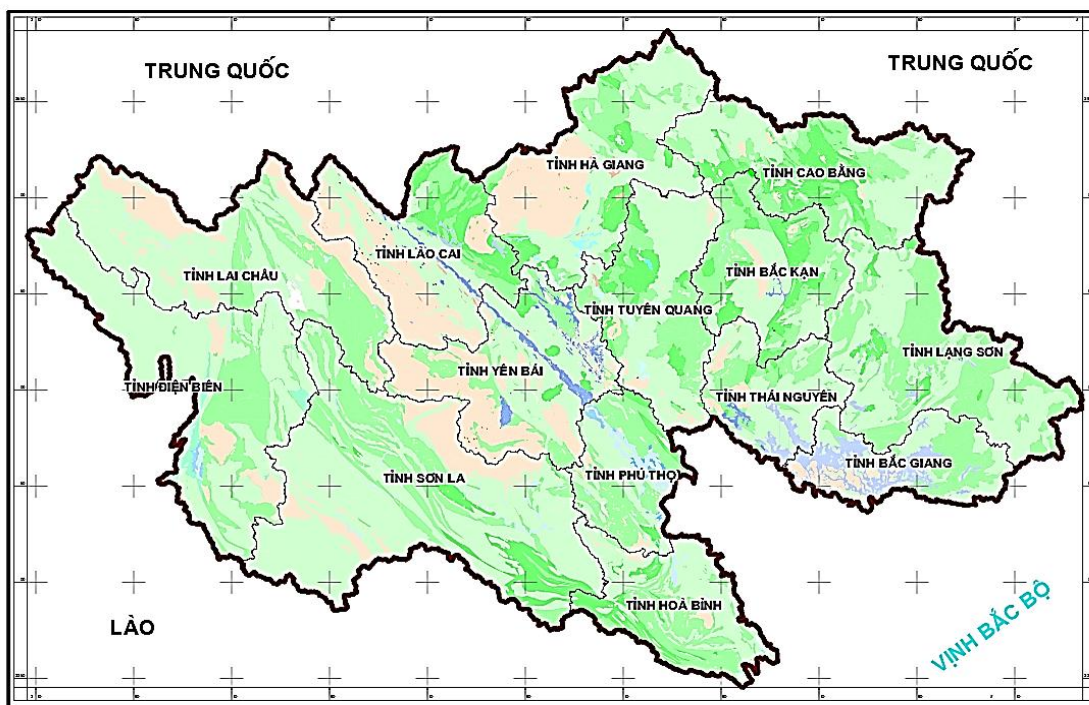 TRUNG QUỐC
TRUNG QUỐC
TỈNH HÀ GIANG
TỈNH CAO BẰNG
TỈNH LÀO CAI
TỈNH LAI CHÂU
TỈNH BẮC KẠN
TỈNH TUYÊN QUANG
TỈNH LẠNG SƠN
TỈNH YÊN BÁI
TỈNH ĐIỆN BIÊN
TỈNH THÁI NGUYÊN
TỈNH BẮC GIANG
TỈNH SƠN LA
TỈNH PHÚ THỌ
TỈNH HOÀ BÌNH
LÀO
VỊNH BẮC BỘ